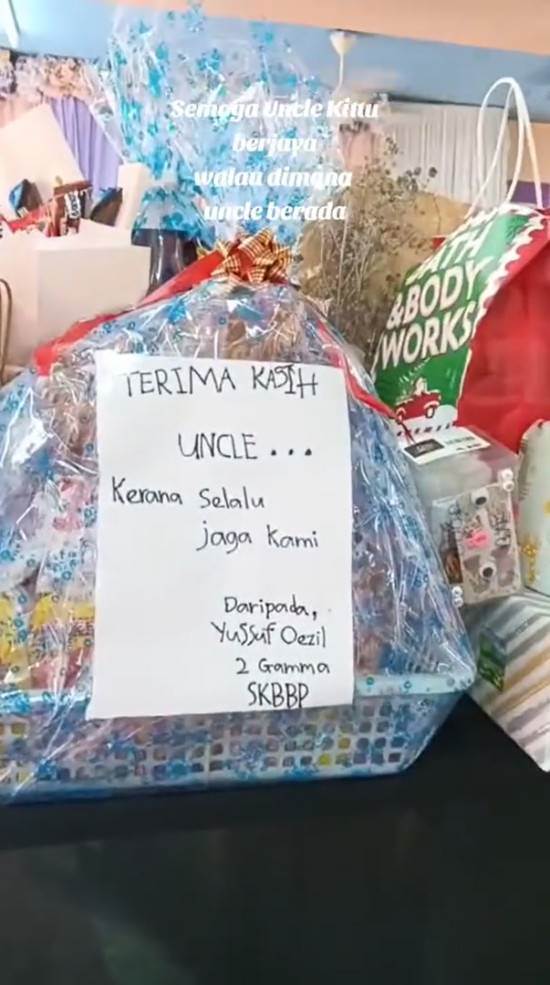 Semoga Uncle Kittu
berjaya
walau dimana
uncle berada
BATH
& BODY
WORKS
TERIMA KASIH
UNCLE...
Kerana Selalu
jaga Kami
Daripada,
Yussuf Oezil
2 Gamma
SKBBP